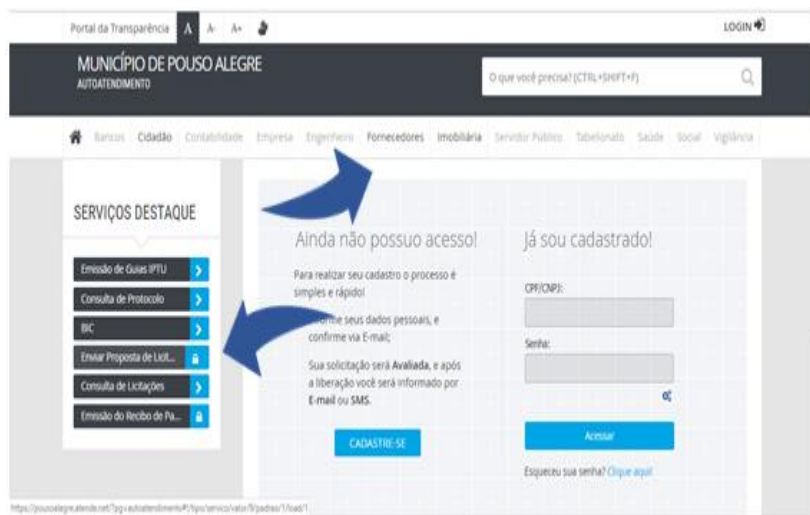 Portal da Transparência A A- A+
LOGIN
MUNICÍPIO DE POUSO ALEGRE
AUTOATENDIMENTO
O que você precisa? (CTRL+SHIFT+F)
Bancos Cidadão Contabilidade Empresa Engenheiro Fornecedores Imobiliária Servidor Público Tabelionato Saúde Social Vigilância
SERVIÇOS DESTAQUE
Emissão de Guias IPTU
Consulta de Protocolo
BIC
Enviar Proposta de Licit...
Consulta de Licitações
Emissão do Recibo de Pa...
Ainda não possuo acesso!
Para realizar seu cadastro o processo é
simples e rápido!
seus dados pessoais, e
confirme via E-mail;
Sua solicitação será Avaliada, e após
a liberação você será informado por
E-mail ou SMS.
CADASTRE-SE
Já sou cadastrado!
CPF/CNPJ:
Senha:
Acessar
Esqueceu sua senha? Clique aqui!